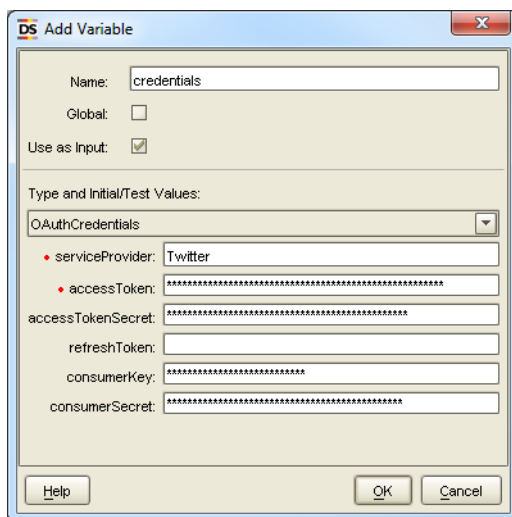 DS Add Variable
Name: credentials
Global:
Use as Input:
Type and Initial/Test Values:
OAuthCredentials
serviceProvider: Twitter
accessToken: ******************************************************
accessTokenSecret: ***********************************************
refreshToken:
consumerKey: ***************************
consumerSecret: **********************************************
Help OK Cancel